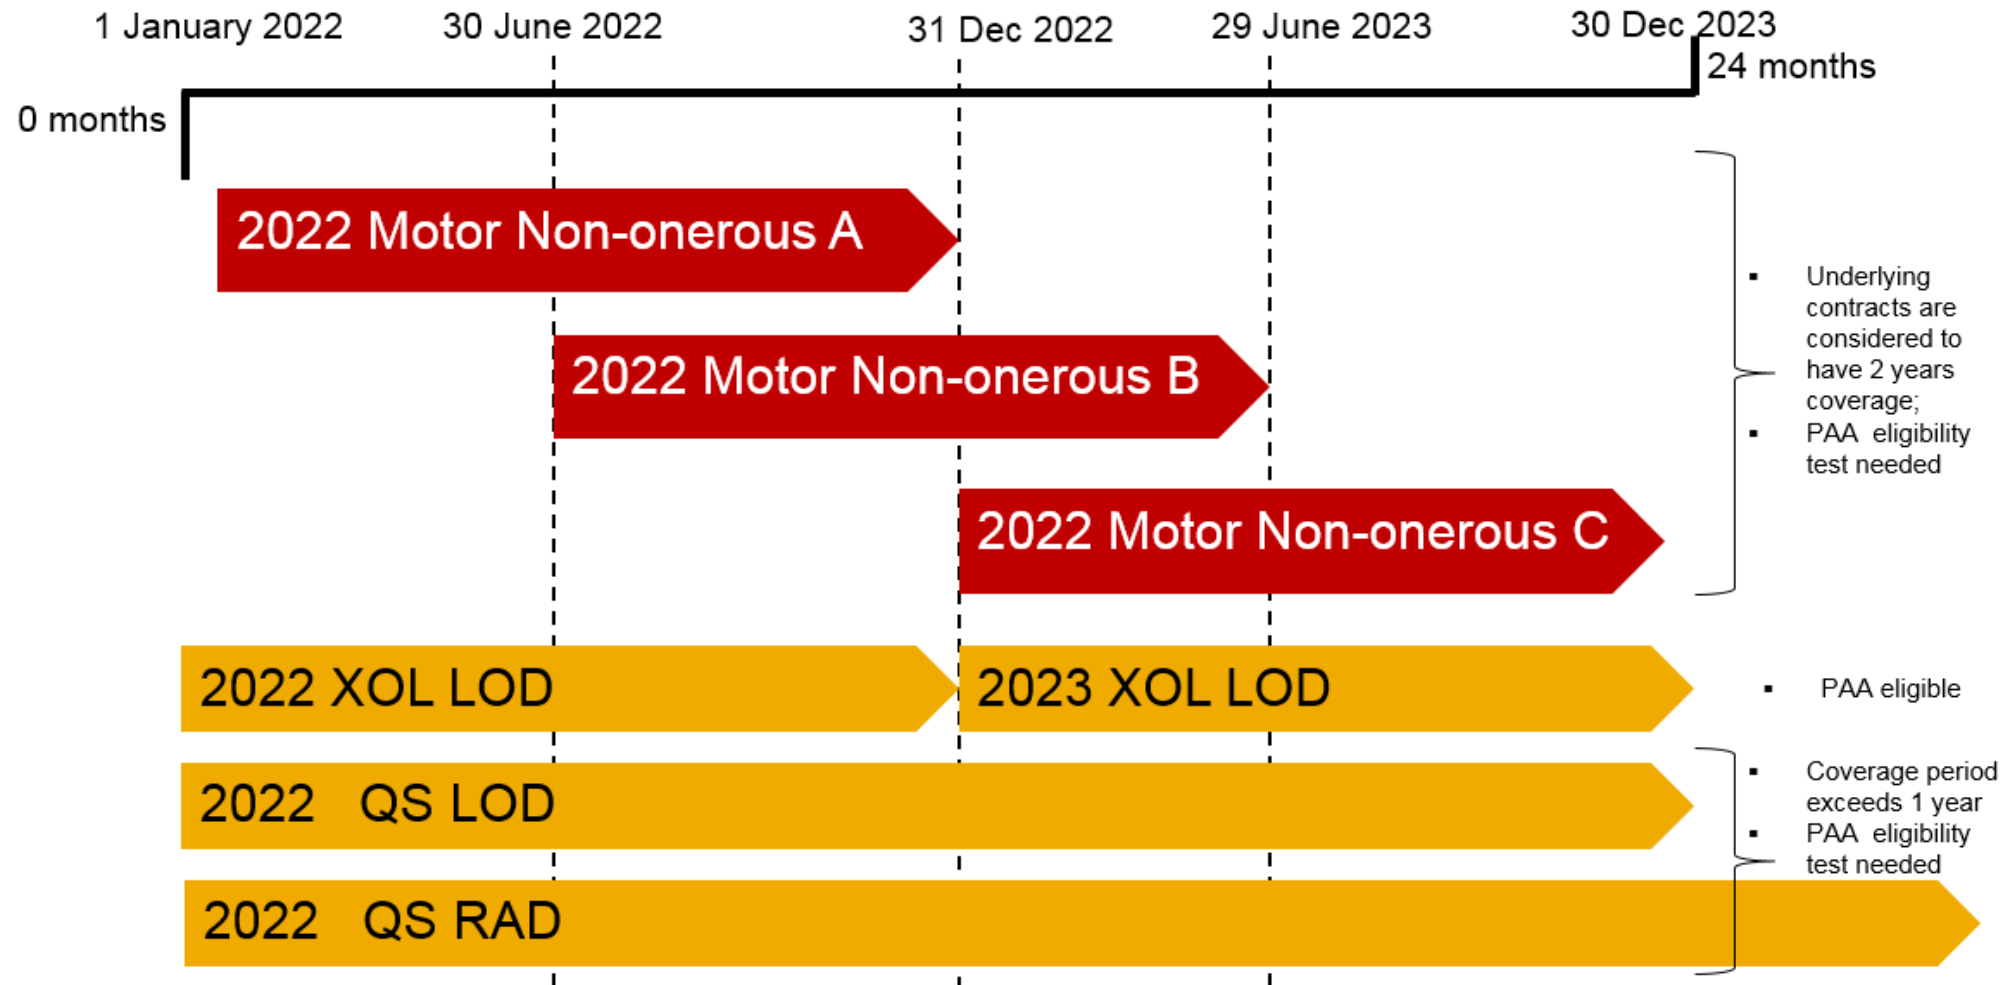 1 January 2022
30 June 2022
31 Dec 2022
29 June 2023
30 Dec 2023
0 months
24 months
2022 Motor Non-onerous A
2022 Motor Non-onerous B
2022 Motor Non-onerous C
▪ Underlying
contracts are
considered to
have 2 years
coverage;
▪ PAA eligibility
test needed
2022 XOL LOD
2023 XOL LOD
▪ PAA eligible
2022 QS LOD
2022 QS RAD
▪ Coverage period
exceeds 1 year
▪ PAA eligibility
test needed